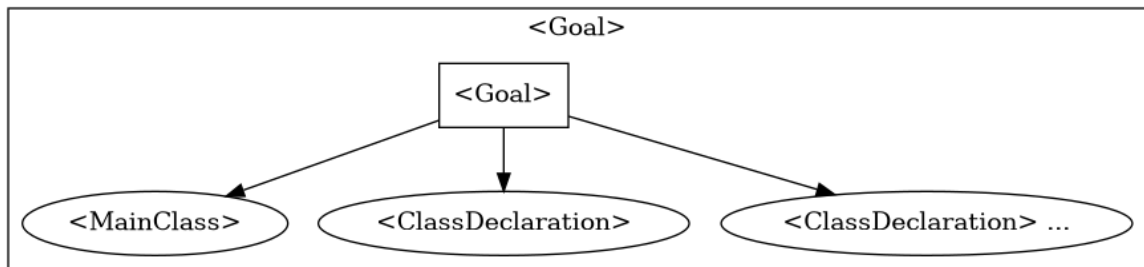 <Goal>
<Goal>
<MainClass>
<ClassDeclaration>
<ClassDeclaration> ...